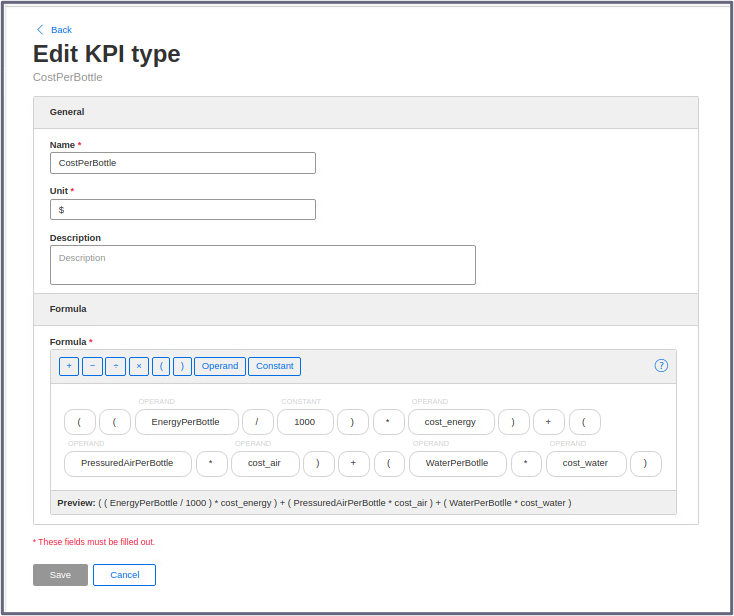 Back
Edit KPI type
CostPerBottle
General
Name *
CostPerBottle
Unit *
$
Description
Description
Formula
Formula *
+ − ÷ × ( ) Operand Constant ?
OPERAND CONSTANT OPERAND
( ( EnergyPerBottle / 1000 ) * cost_energy ) + (
OPERAND OPERAND OPERAND OPERAND
PressuredAirPerBottle * cost_air ) + ( WaterPerBotlle * cost_water )
Preview: ( ( EnergyPerBottle / 1000 ) * cost_energy ) + ( PressuredAirPerBottle * cost_air ) + ( WaterPerBotlle * cost_water )
* These fields must be filled out.
Save Cancel